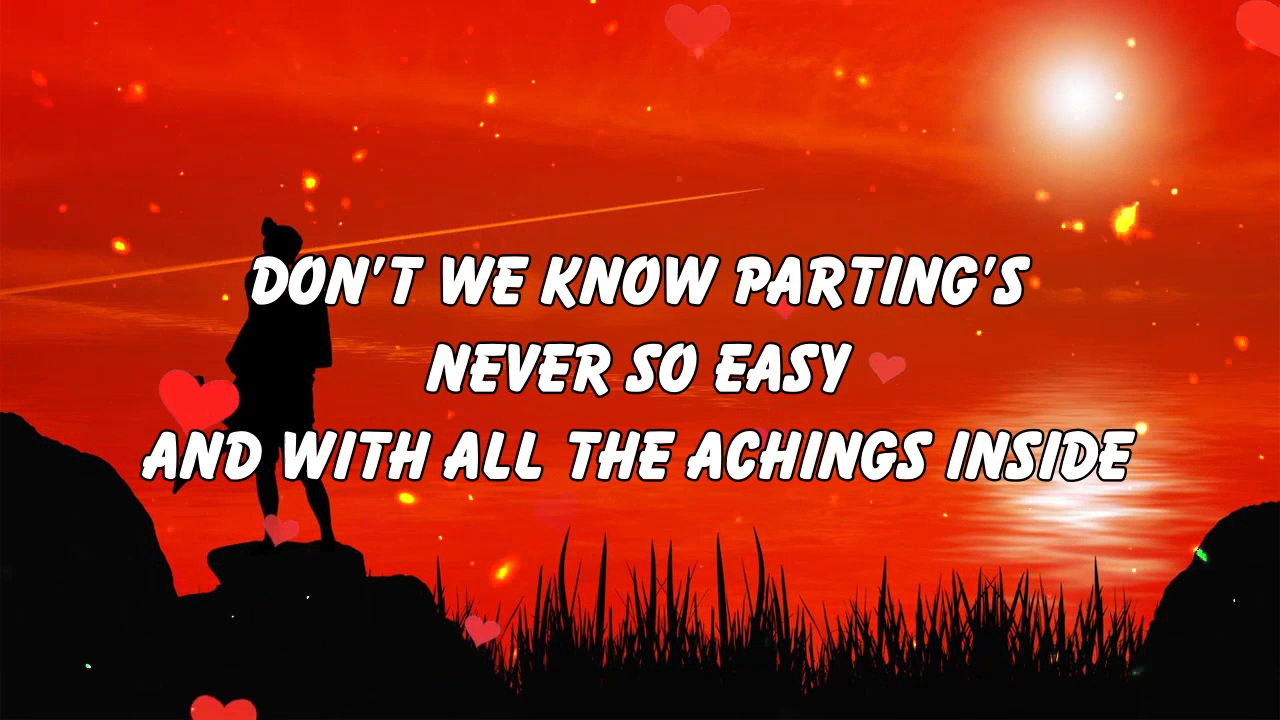 DON'T WE KNOW PARTING'S
NEVER SO EASY
AND WITH ALL THE ACHINGS INSIDE